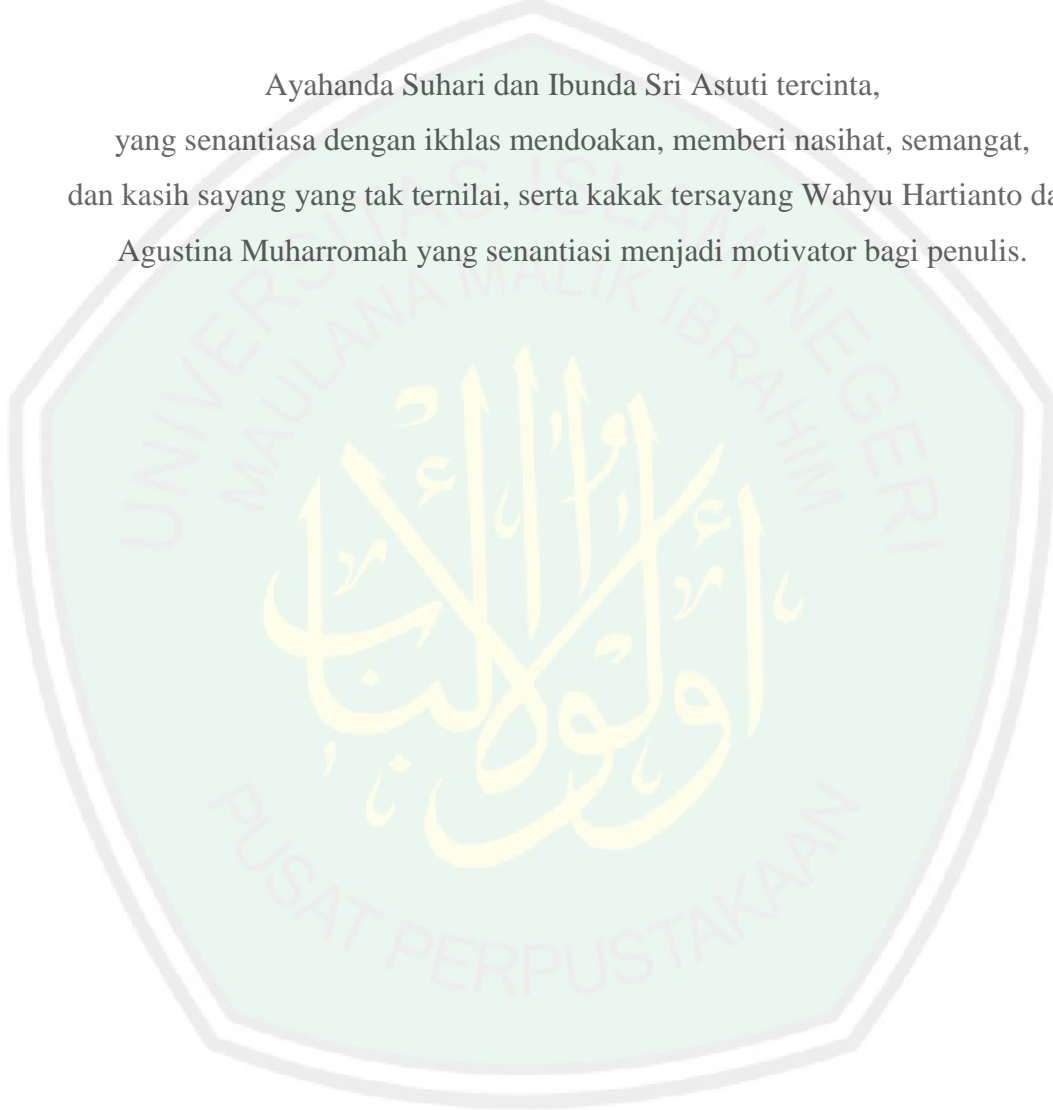 Ayahanda Suhari dan Ibunda Sri Astuti tercinta,
yang senantiasa dengan ikhlas mendoakan, memberi nasihat, semangat,
dan kasih sayang yang tak ternilai, serta kakak tersayang Wahyu Hartianto da
Agustina Muharromah yang senantiasi menjadi motivator bagi penulis.
UNIVERSITAS ISLAM NEGERI
MAULANA MALIK IBRAHIM
أولوا الألباب
PUSAT PERPUSTAKAAN